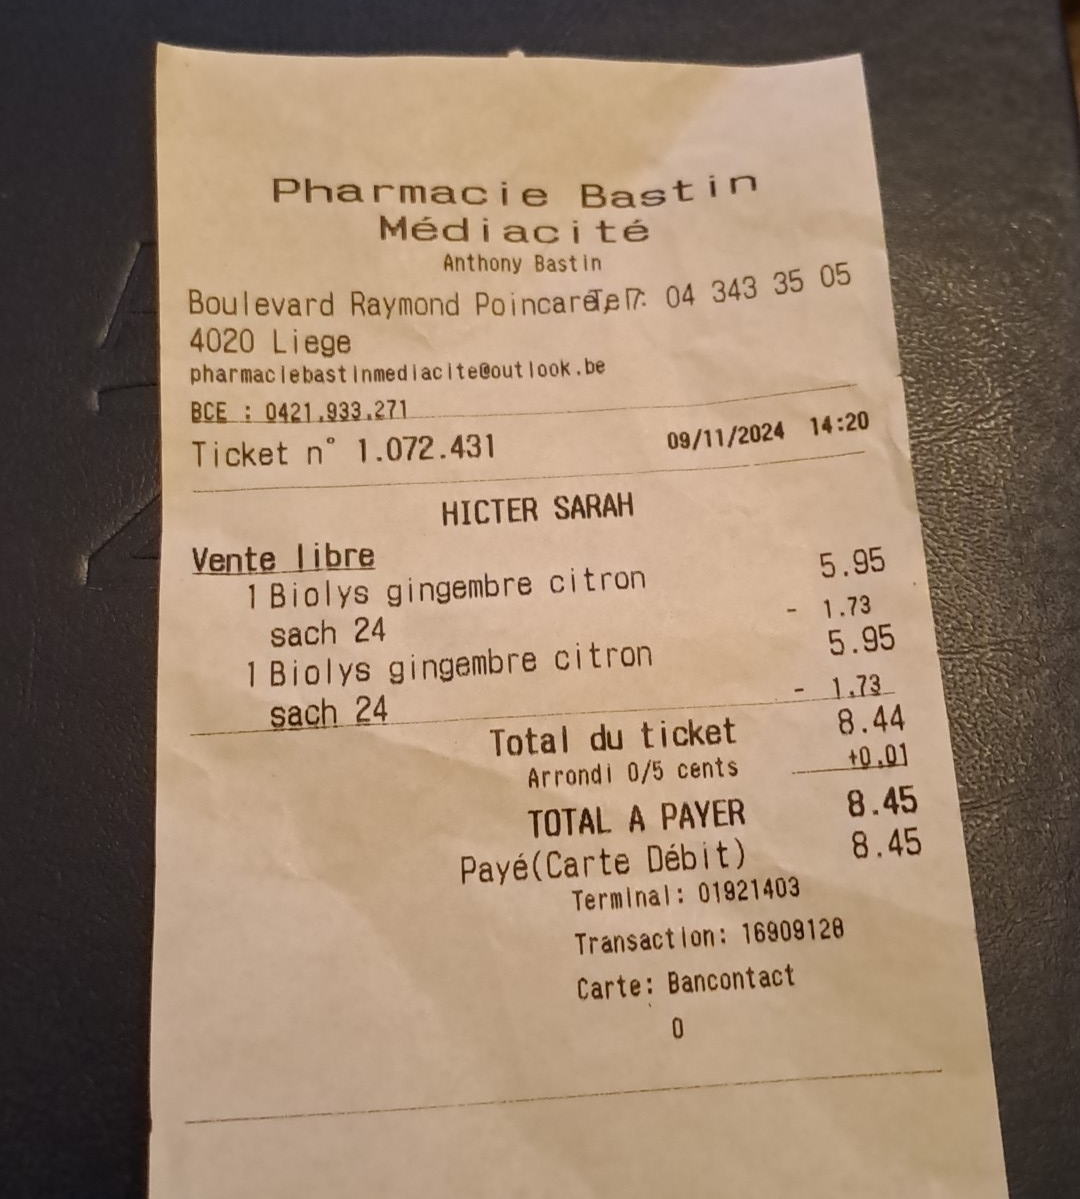 Pharmacie Bastin
Médiacité
Anthony Bastin
Boulevard Raymond Poincaré 7 Tel: 04 343 35 05
4020 Liege
pharmaciebastinmediacite@outlook.be
BCE : 0421.933.271
Ticket n° 1.072.431 09/11/2024 14:20
HICTER SARAH
Vente libre
1 Biolys gingembre citron 5.95
sach 24 - 1.73
1 Biolys gingembre citron 5.95
sach 24 - 1.73
Total du ticket 8.44
Arrondi 0/5 cents +0.01
TOTAL A PAYER 8.45
Payé(Carte Débit) 8.45
Terminal: 01921403
Transaction: 16909128
Carte: Bancontact
0